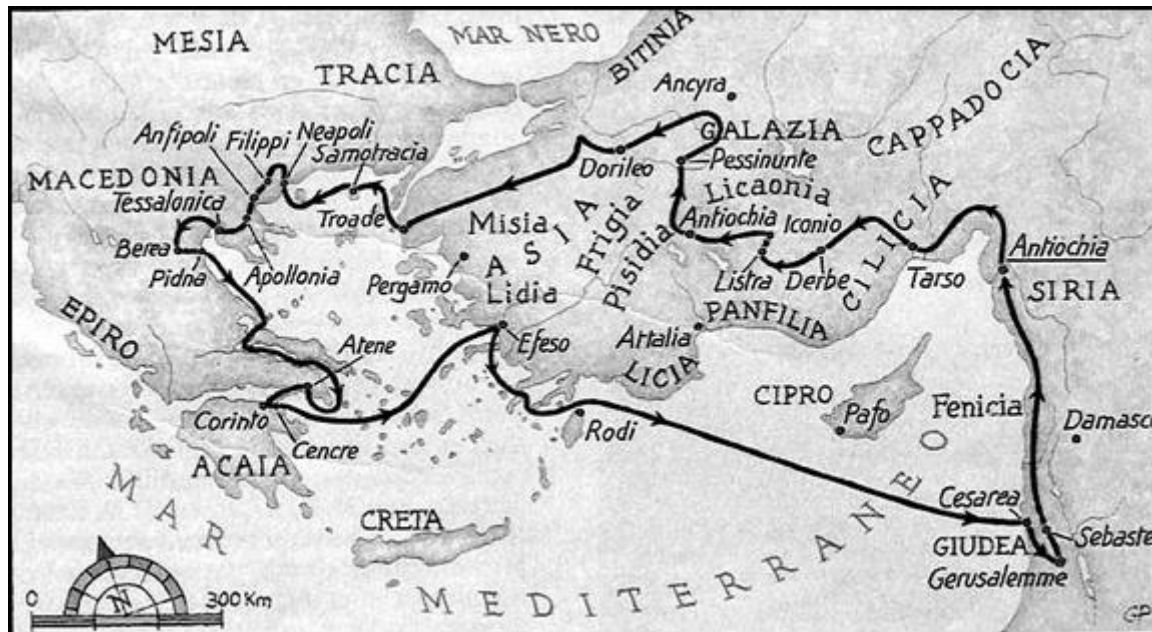 MESIA
MAR NERO
TRACIA
BITINIA
Ancyra
CAPPADOCIA
Anfipoli
Filippi
Neapoli
Samotracia
GALAZIA
Dorileo
Pessinunte
MACEDONIA
Tessalonica
Troade
Misia
ASIA
Frigia
Licaonia
Antiochia
Iconio
CILICIA
Antiochia
Berea
Pidna
Apollonia
Pergamo
Lidia
Pisidia
Listra
Derbe
Tarso
SIRIA
EPIRO
PANFILIA
Atene
Efeso
Attalia
LICIA
CIPRO
Fenicia
Corinto
Cencre
Rodi
Pafo
Damasco
ACAIA
Cesarea
CRETA
GIUDEA
Sebaste
Gerusalemme
MAR MEDITERRANE
N
0 300 Km
GP